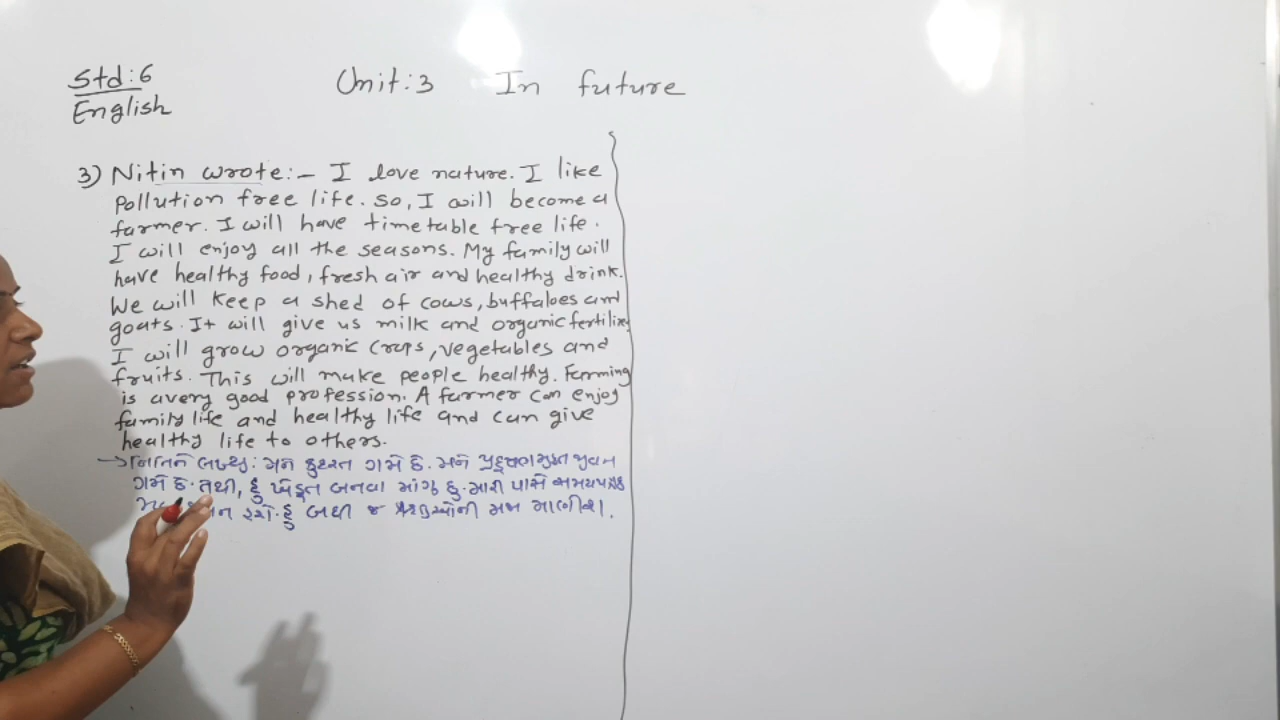 Std:6
English
Unit:3 In future
3) Nitin wrote:- I love nature. I like
pollution free life. so, I will become a
farmer. I will have timetable free life.
I will enjoy all the seasons. My family will
have healthy food, fresh air and healthy drink.
We will keep a shed of cows, buffaloes and
goats. It will give us milk and organic fertilizer
I will grow organic crops, vegetables and
fruits. This will make people healthy. Farming
is a very good profession. A farmer can enjoy
family life and healthy life and can give
healthy life to others.
→ નિતિને લખ્યુ: મને કુદરત ગમે છે. મને પ્રદૂષણમુક્ત જીવન
ગમે છે. તેથી, હું ખેડૂત બનવા માંગુ છુ. મારી પાસે
હશે. હું બધી જ ઋતુઓની મજા માણીશ.